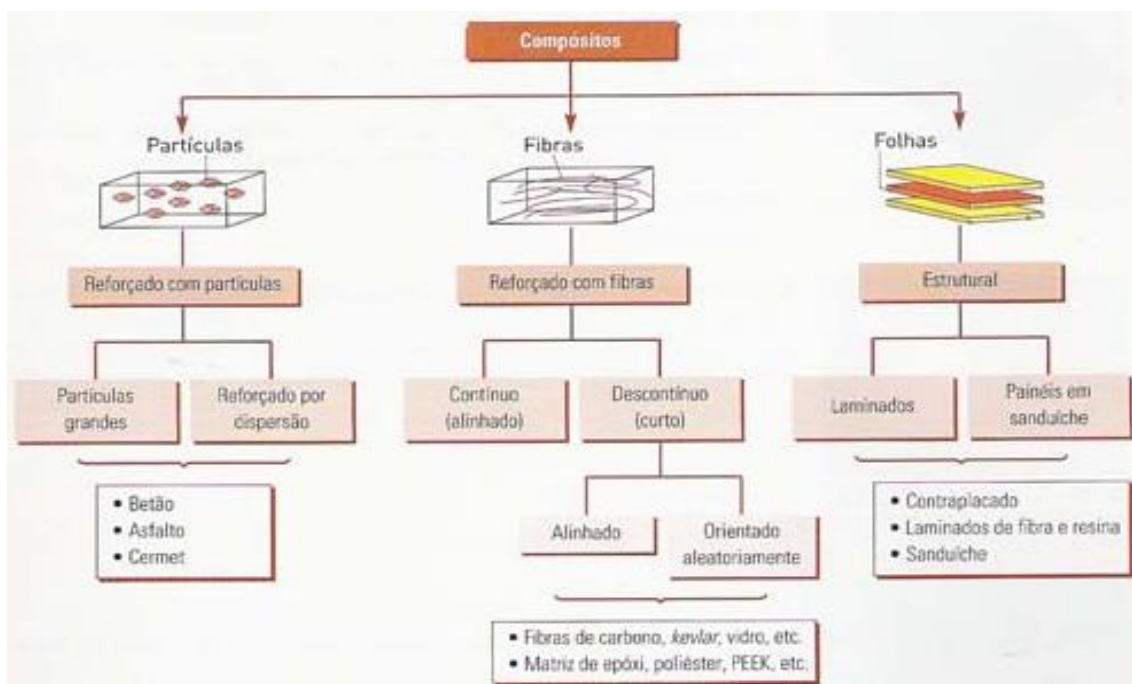 Compósitos
Partículas
Fibras
Folhas
Reforçado com partículas
Reforçado com fibras
Estrutural
Partículas
grandes
Reforçado por
dispersão
Contínuo
(alinhado)
Descontínuo
(curto)
Laminados
Painéis em
sanduíche
• Betão
• Asfalto
• Cermet
Alinhado
Orientado
aleatoriamente
• Contraplacado
• Laminados de fibra e resina
• Sanduíche
• Fibras de carbono, kevlar, vidro, etc.
• Matriz de epóxi, poliéster, PEEK, etc.